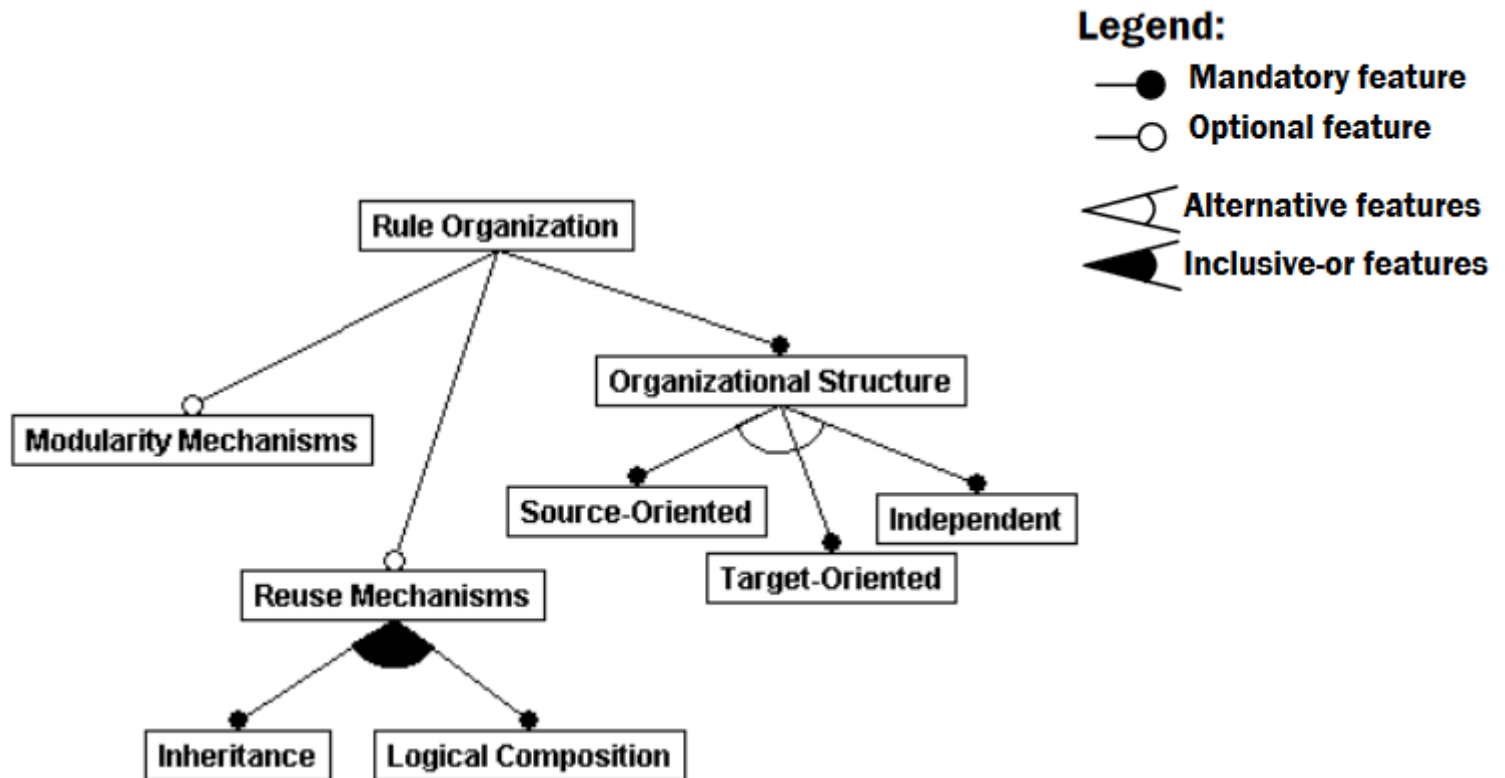 Legend:
Mandatory feature
Optional feature
Alternative features
Inclusive-or features
Rule Organization
Organizational Structure
Modularity Mechanisms
Source-Oriented
Independent
Target-Oriented
Reuse Mechanisms
Inheritance
Logical Composition